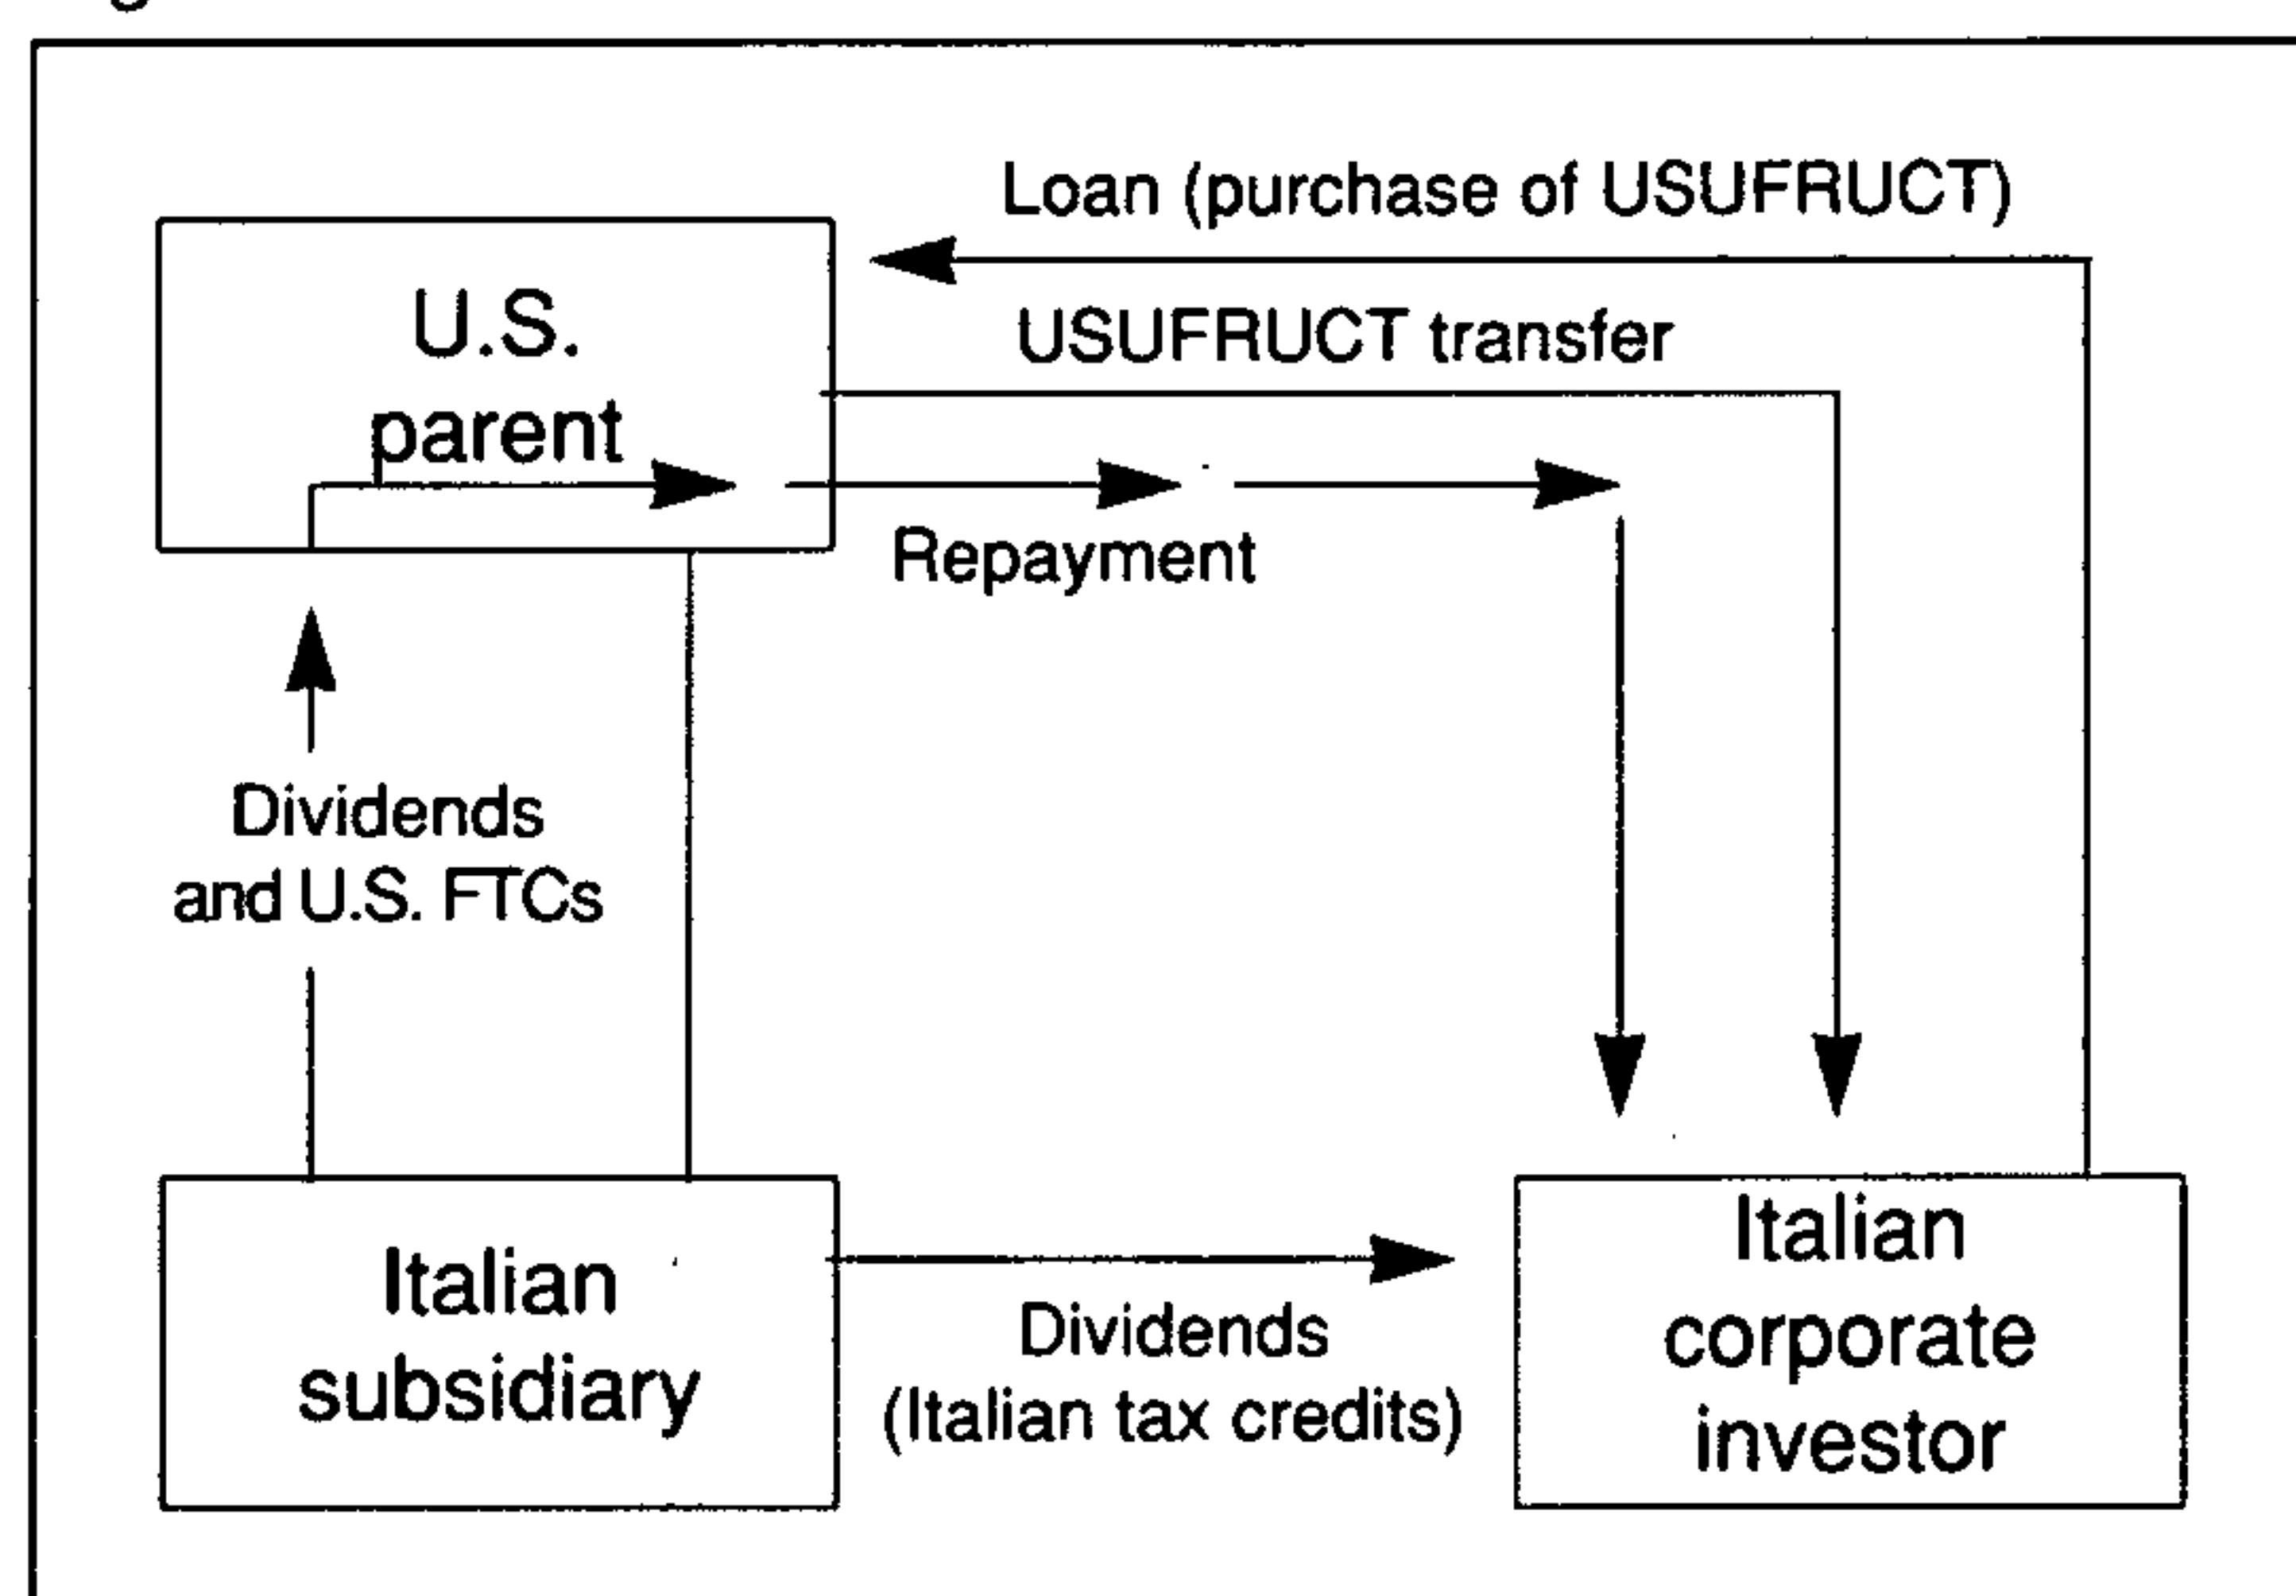 Loan (purchase of USUFRUCT)
U.S.
parent
USUFRUCT transfer
Repayment
Dividends
and U.S. FTCs
Italian
subsidiary
Dividends
(Italian tax credits)
Italian
corporate
investor